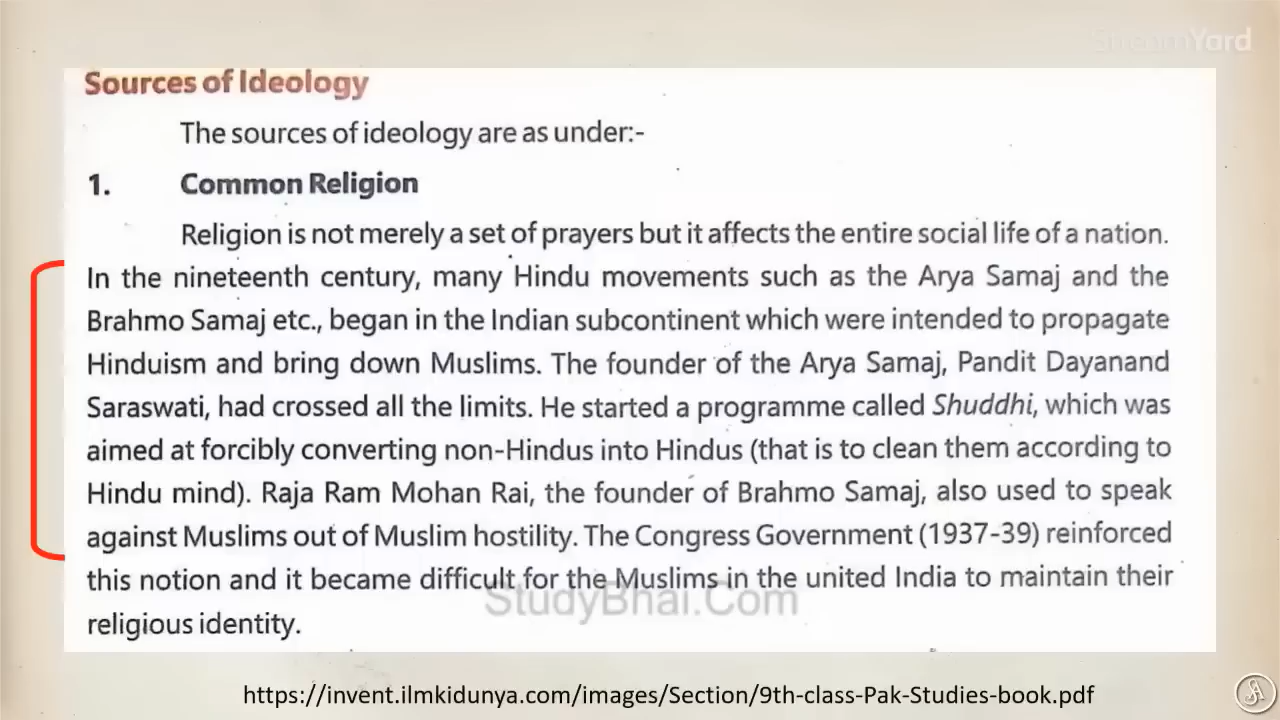 StreamYard
Sources of Ideology
The sources of ideology are as under:-
1. Common Religion
Religion is not merely a set of prayers but it affects the entire social life of a nation.
In the nineteenth century, many Hindu movements such as the Arya Samaj and the
Brahmo Samaj etc., began in the Indian subcontinent which were intended to propagate
Hinduism and bring down Muslims. The founder of the Arya Samaj, Pandit Dayanand
Saraswati, had crossed all the limits. He started a programme called Shuddhi, which was
aimed at forcibly converting non-Hindus into Hindus (that is to clean them according to
Hindu mind). Raja Ram Mohan Rai, the founder of Brahmo Samaj, also used to speak
against Muslims out of Muslim hostility. The Congress Government (1937-39) reinforced
this notion and it became difficult for the Muslims in the united India to maintain their
StudyBhai.Com
religious identity.
https://invent.ilmkidunya.com/images/Section/9th-class-Pak-Studies-book.pdf